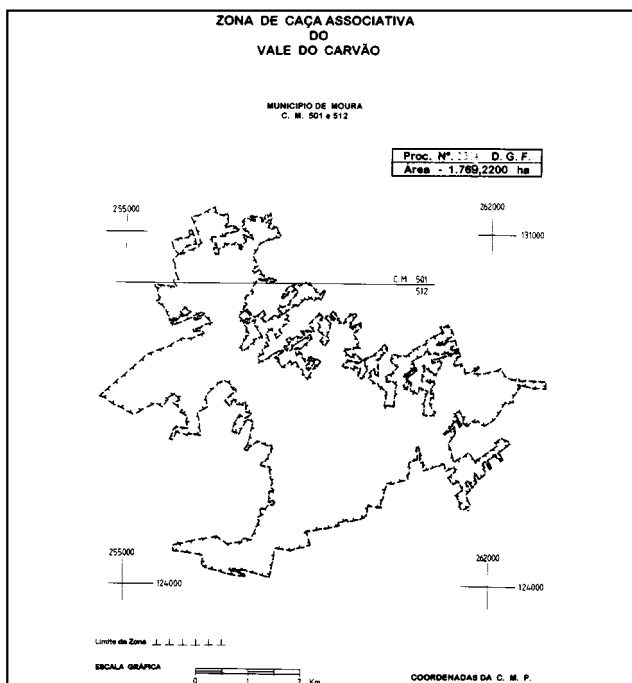 ZONA DE CAÇA ASSOCIATIVA
DO
VALE DO CARVÃO
MUNICIPIO DE MOURA
C. M. 501 e 512
Proc. Nº. D. G. F.
Área - 1.769,2200 ha
255000
262000
131000
C. M. 501
512
255000
124000
262000
124000
Limite da Zona
ESCALA GRÁFICA
0 1 2 Km
COORDENADAS DA C. M. P.